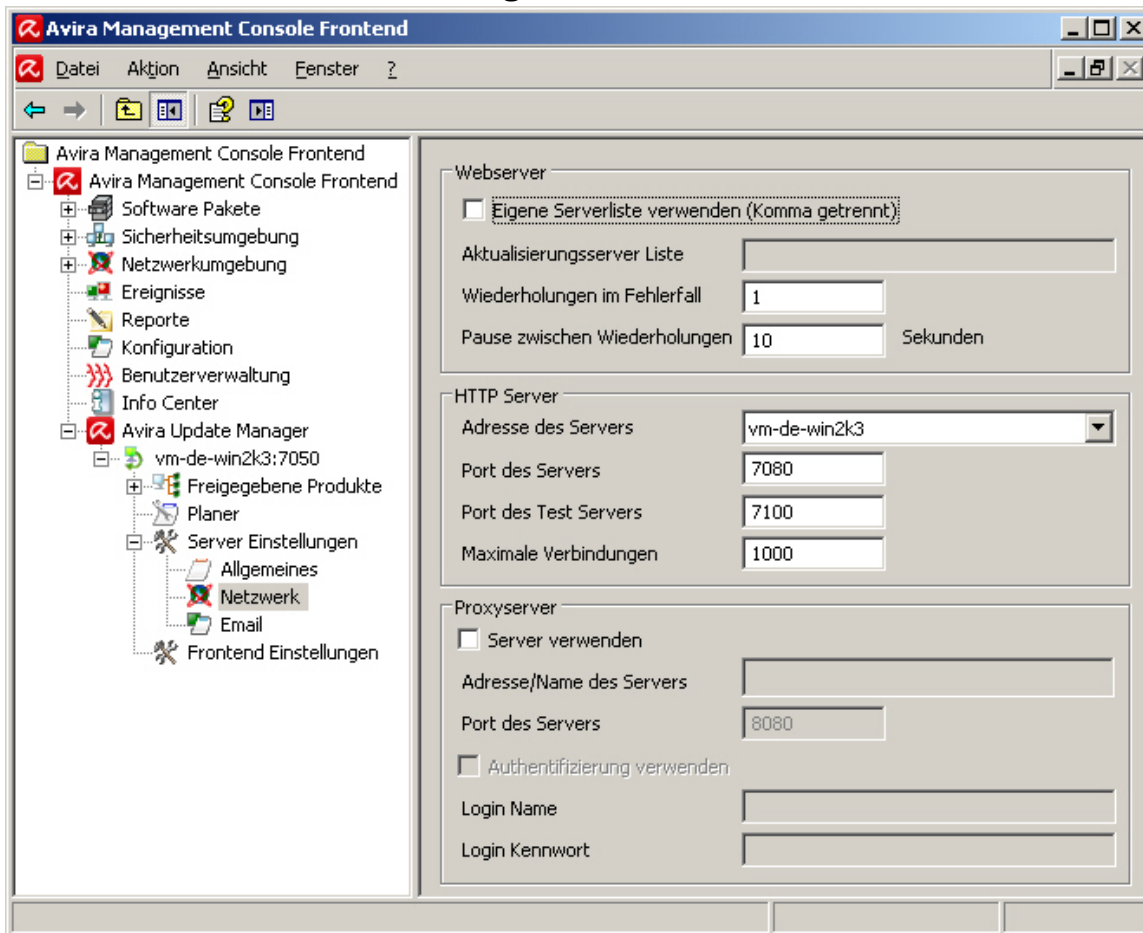 Avira Management Console Frontend
Datei Aktion Ansicht Fenster ?
Avira Management Console Frontend
Avira Management Console Frontend
Software Pakete
Sicherheitsumgebung
Netzwerkumgebung
Ereignisse
Reporte
Konfiguration
Benutzerverwaltung
Info Center
Avira Update Manager
vm-de-win2k3:7050
Freigegebene Produkte
Planer
Server Einstellungen
Allgemeines
Netzwerk
Email
Frontend Einstellungen
Webserver
Eigene Serverliste verwenden (Komma getrennt)
Aktualisierungsserver Liste
Wiederholungen im Fehlerfall 1
Pause zwischen Wiederholungen 10 Sekunden
HTTP Server
Adresse des Servers vm-de-win2k3
Port des Servers 7080
Port des Test Servers 7100
Maximale Verbindungen 1000
Proxyserver
Server verwenden
Adresse/Name des Servers
Port des Servers 8080
Authentifizierung verwenden
Login Name
Login Kennwort